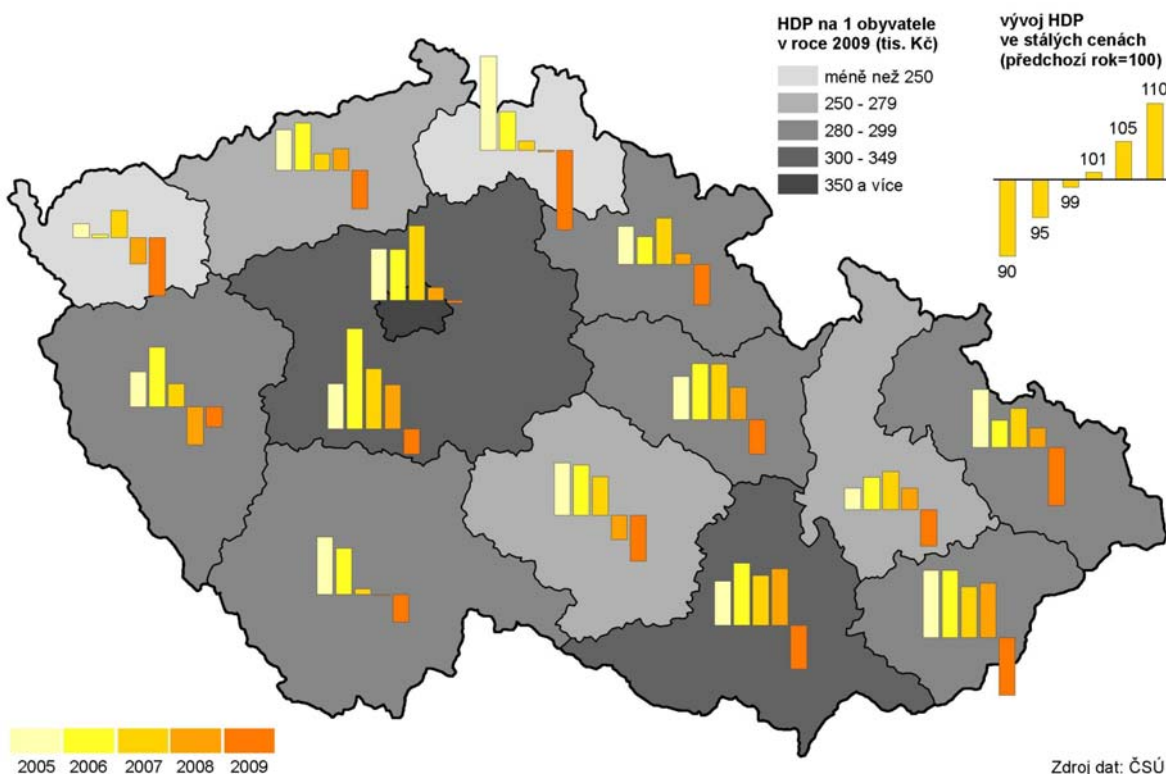 HDP na 1 obyvatele
v roce 2009 (tis. Kč)
méně než 250
250 - 279
280 - 299
300 - 349
350 a více
vývoj HDP
ve stálých cenách
(předchozí rok=100)
110
105
101
99
95
90
2005 2006 2007 2008 2009
Zdroj dat: ČSÚ